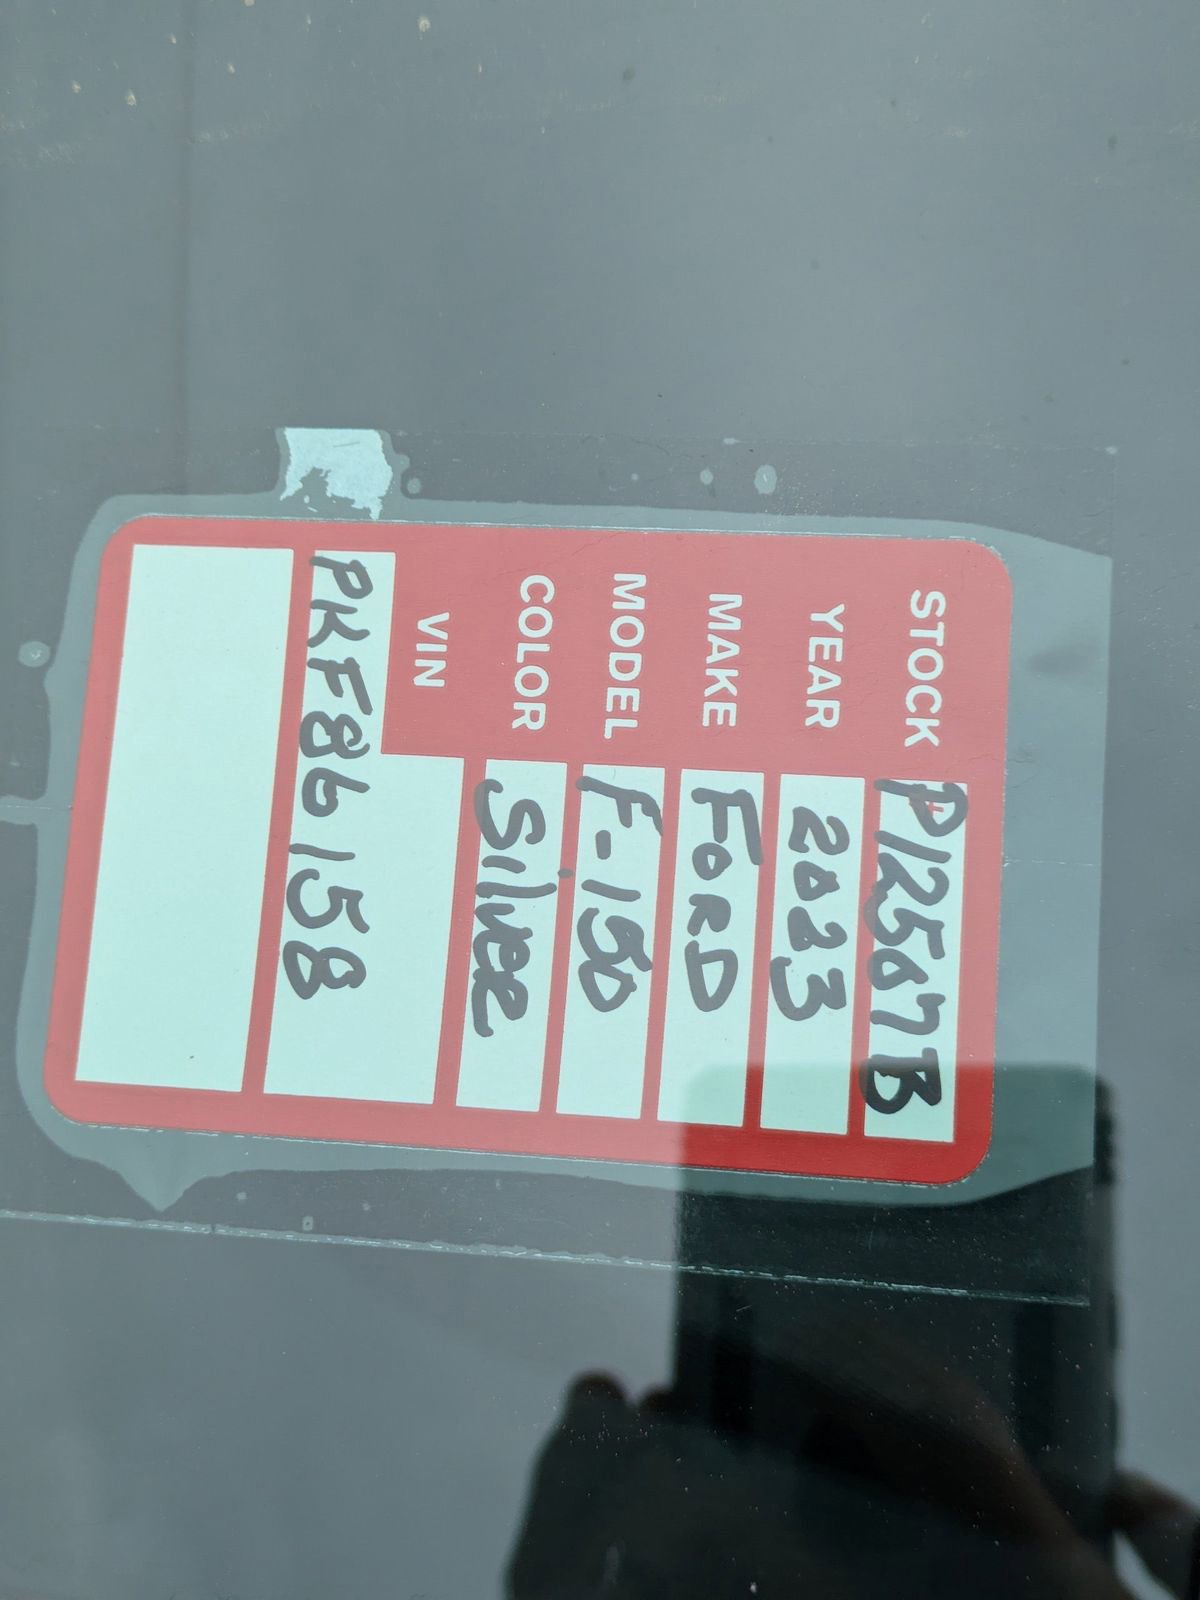 STOCK P12507B
YEAR 2023
MAKE FORD
MODEL F-150
COLOR Silver
VIN
PKF86158